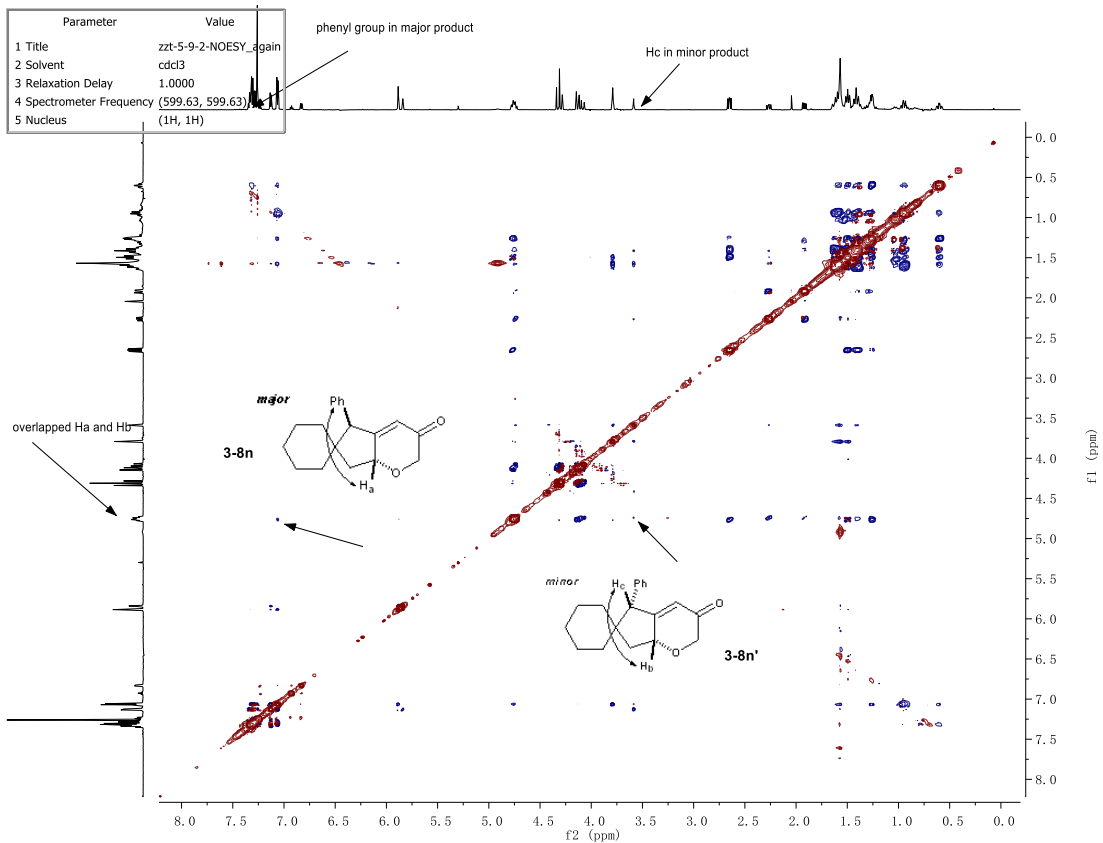 Parameter Value
1 Title zzt-5-9-2-NOESY_again
2 Solvent cdcl3
3 Relaxation Delay 1.0000
4 Spectrometer Frequency (599.63, 599.63)
5 Nucleus (1H, 1H)
phenyl group in major product
Hc in minor product
overlapped Ha and Hb
major
Ph
O
3-8n
O
Ha
minor
Hc Ph
O
O
3-8n'
Hb
0.0
0.5
1.0
1.5
2.0
2.5
3.0
3.5
4.0
4.5
5.0
5.5
6.0
6.5
7.0
7.5
8.0
f1 (ppm)
8.0 7.5 7.0 6.5 6.0 5.5 5.0 4.5 4.0 3.5 3.0 2.5 2.0 1.5 1.0 0.5 0.0
f2 (ppm)